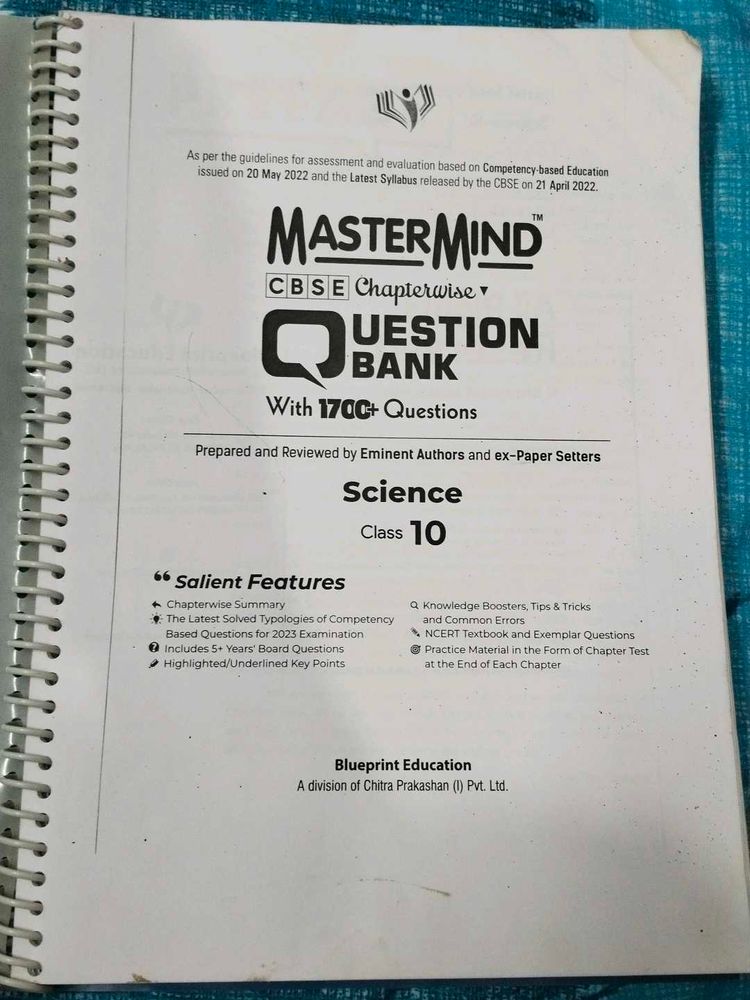 As per the guidelines for assessment and evaluation based on Competency-based Education
issued on 20 May 2022 and the Latest Syllabus released by the CBSE on 21 April 2022.
MASTERMIND™
CBSE Chapterwise
QUESTION
BANK
With 1700+ Questions
Prepared and Reviewed by Eminent Authors and ex-Paper Setters
Science
Class 10
“ Salient Features
Chapterwise Summary
The Latest Solved Typologies of Competency
Based Questions for 2023 Examination
Includes 5+ Years' Board Questions
Highlighted/Underlined Key Points
Knowledge Boosters, Tips & Tricks
and Common Errors
NCERT Textbook and Exemplar Questions
Practice Material in the Form of Chapter Test
at the End of Each Chapter
Blueprint Education
A division of Chitra Prakashan (I) Pvt. Ltd.